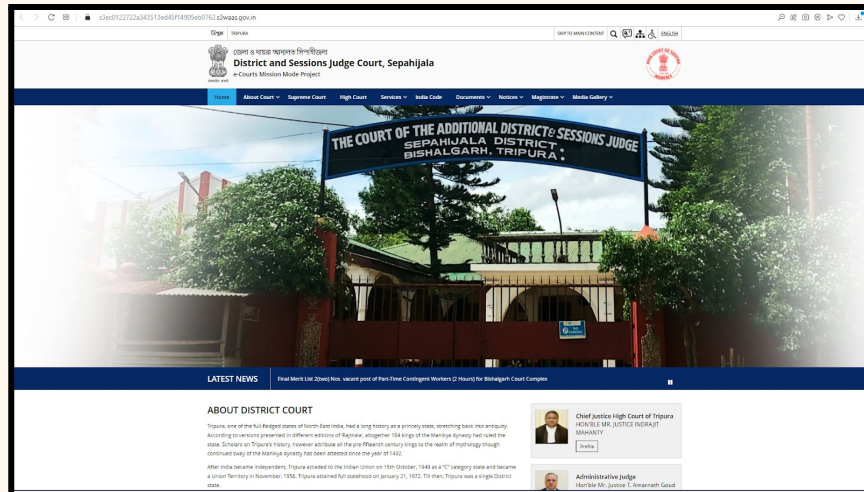 s3ec0122722a343513ed45f14905eb0762.s3waas.gov.in
ত্রিপুরা TRIPURA
SKIP TO MAIN CONTENT
ENGLISH
জেলা ও দায়রা আদালত সিপাহীজলা
District and Sessions Judge Court, Sepahijala
e-Courts Mission Mode Project
Home About Court Supreme Court High Court Services India Code Documents Notices Magistrate Media Gallery
THE COURT OF THE ADDITIONAL DISTRICT & SESSIONS JUDGE
SEPAHIJALA DISTRICT
BISHALGARH, TRIPURA
LATEST NEWS
Final Merit List 2(two) Nos. vacant post of Part-Time Contingent Workers (2 Hours) for Bishalgarh Court Complex
ABOUT DISTRICT COURT
Tripura, one of the full-fledged states of North-East India, had a long history as a princely state, stretching back into antiquity.
According to versions presented in different editions of 'Rajmala', altogether 184 kings of the Manikya dynasty had ruled the
state. Scholars on Tripura's history, however attribute all the pre-fifteenth century kings to the realm of mythology though
continued sway of the Manikya dynasty has been attested since the year of 1432.
After India became independent, Tripura acceded to the Indian Union on 15th October, 1949 as a "C" category state and became
a Union Territory in November, 1956. Tripura attained full statehood on January 21, 1972. Till then, Tripura was a single District
state.
Chief Justice High Court of Tripura
HON'BLE MR. JUSTICE INDRAJIT
MAHANTY
Profile
Administrative Judge
Hon'ble Mr. Justice T. Amarnath Goud